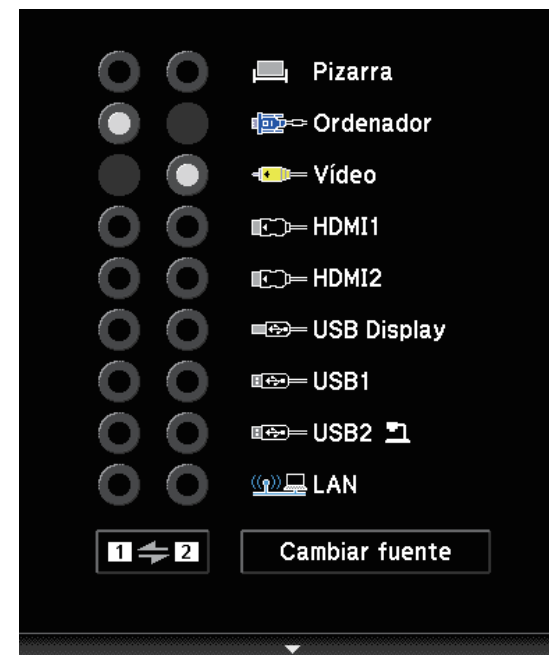 Pizarra
Ordenador
Vídeo
HDMI1
HDMI2
USB Display
USB1
USB2
LAN
1 2 Cambiar fuente